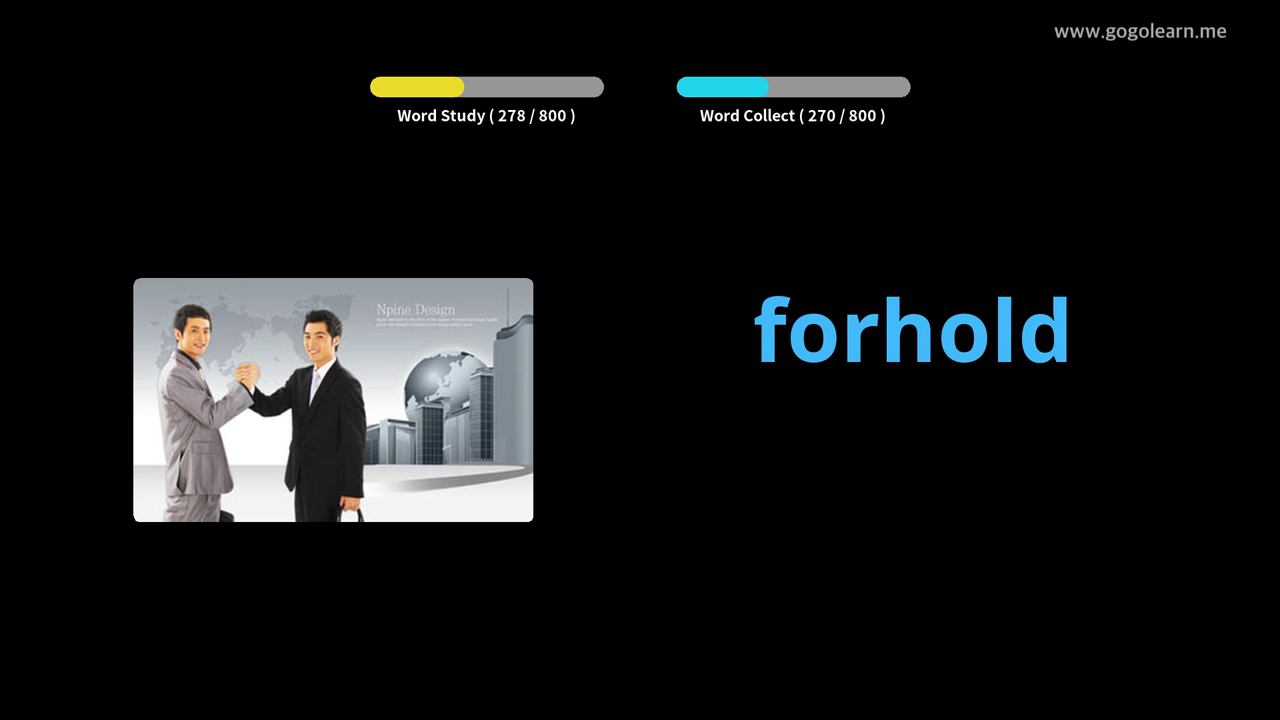 www.gogolearn.me
Word Study ( 278 / 800 )
Word Collect ( 270 / 800 )
Npine Design
forhold